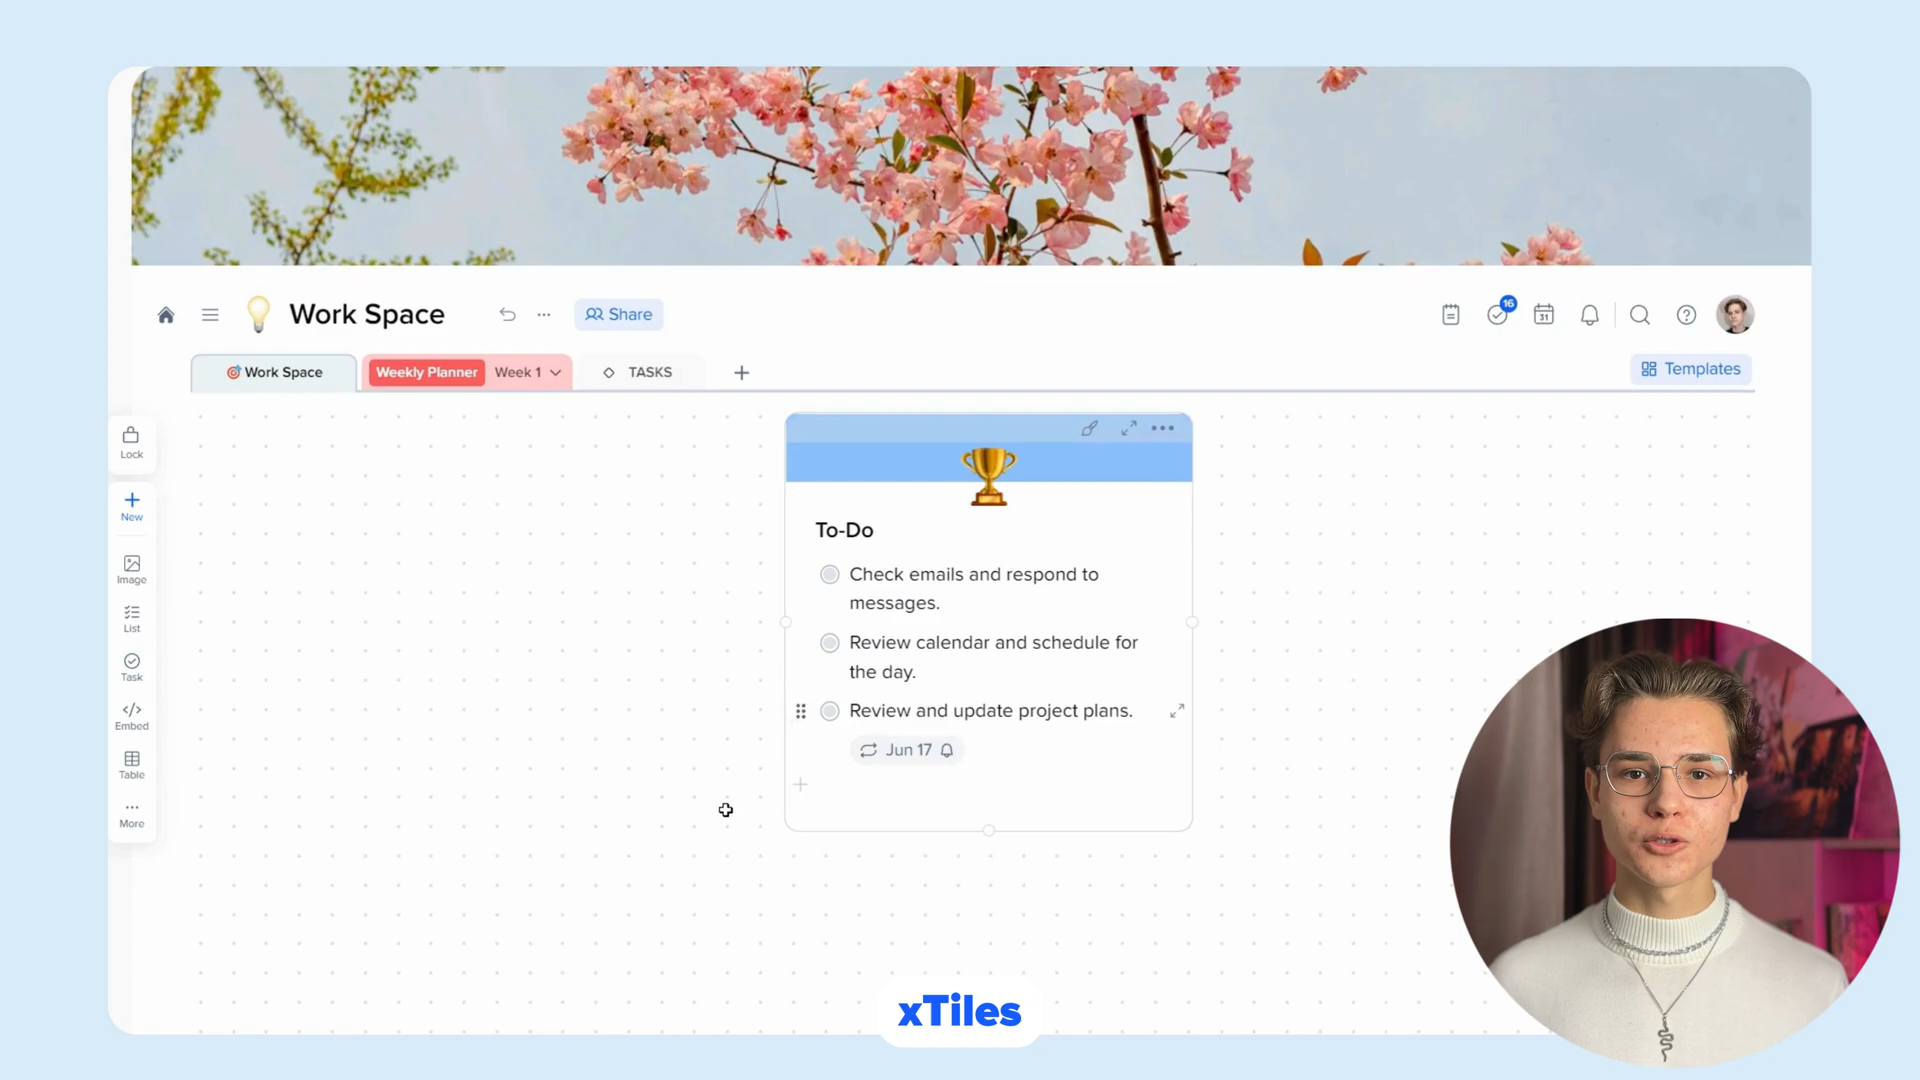 Work Space
Share
16
31
Work Space
Weekly Planner
Week 1
TASKS
Templates
Lock
New
Image
List
Task
Embed
Table
More
To-Do
Check emails and respond to
messages.
Review calendar and schedule for
the day.
Review and update project plans.
Jun 17
xTiles